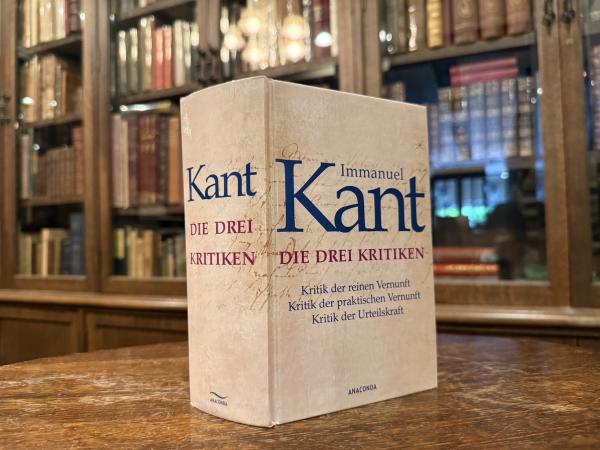 Kant
DIE DREI
KRITIKEN
ANACONDA
Immanuel
Kant
DIE DREI KRITIKEN
Kritik der reinen Vernunft
Kritik der praktischen Vernunft
Kritik der Urteilskraft
ANACONDA